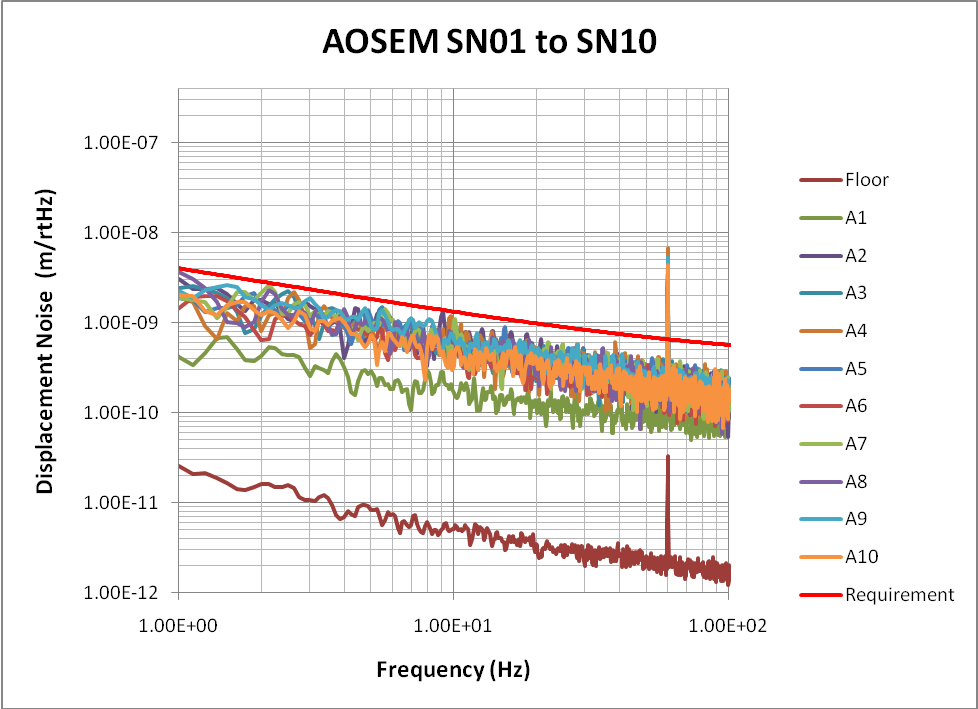 AOSEM SN01 to SN10
Displacement Noise (m/rtHz)
1.00E-07
1.00E-08
1.00E-09
1.00E-10
1.00E-11
1.00E-12
1.00E+00
1.00E+01
1.00E+02
Frequency (Hz)
Floor
A1
A2
A3
A4
A5
A6
A7
A8
A9
A10
Requirement